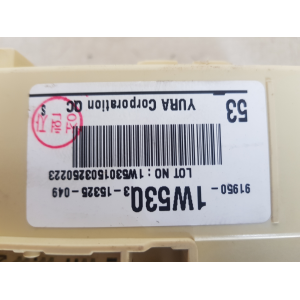 53
YURA Corporation QC
91950-
1W530
3-15325-049
LOT NO : 1W5301503250223